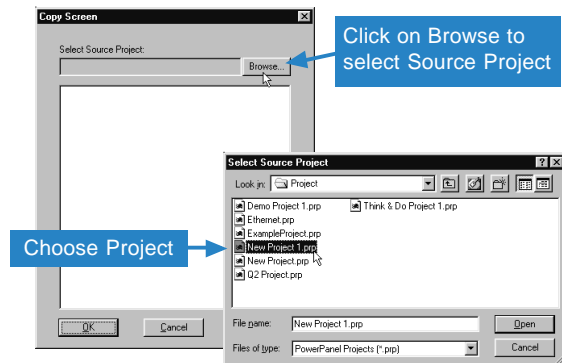 Copy Screen
Select Source Project:
Browse...
Click on Browse to
select Source Project
Select Source Project
Look in: Project
Demo Project 1.prp
Ethernet.prp
ExampleProject.prp
New Project 1.prp
New Project.prp
Q2 Project.prp
Think & Do Project 1.prp
Choose Project
File name: New Project 1.prp Open
Files of type: PowerPanel Projects (*.prp) Cancel
OK Cancel